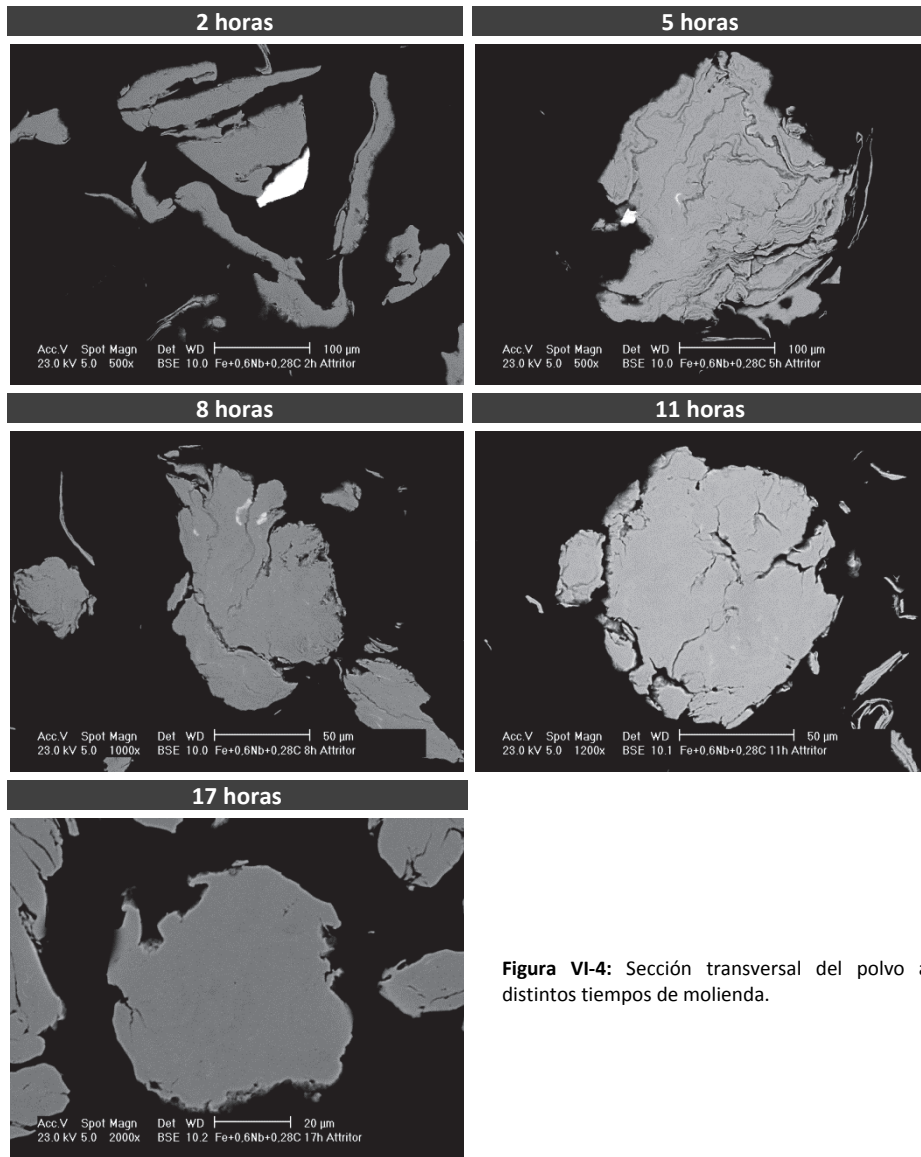 2 horas
Acc.V Spot Magn Det WD 100 µm
23.0 kV 5.0 500x BSE 10.0 Fe+0,6Nb+0,28C 2h Attritor
5 horas
Acc.V Spot Magn Det WD 100 µm
23.0 kV 5.0 500x BSE 10.0 Fe+0,6Nb+0,28C 5h Attritor
8 horas
Acc.V Spot Magn Det WD 50 µm
23.0 kV 5.0 1000x BSE 10.0 Fe+0,6Nb+0,28C 8h Attritor
11 horas
Acc.V Spot Magn Det WD 50 µm
23.0 kV 5.0 1200x BSE 10.1 Fe+0,6Nb+0,28C 11h Attritor
17 horas
Acc.V Spot Magn Det WD 20 µm
23.0 kV 5.0 2000x BSE 10.2 Fe+0,6Nb+0,28C 17h Attritor
Figura VI-4: Sección transversal del polvo a
distintos tiempos de molienda.